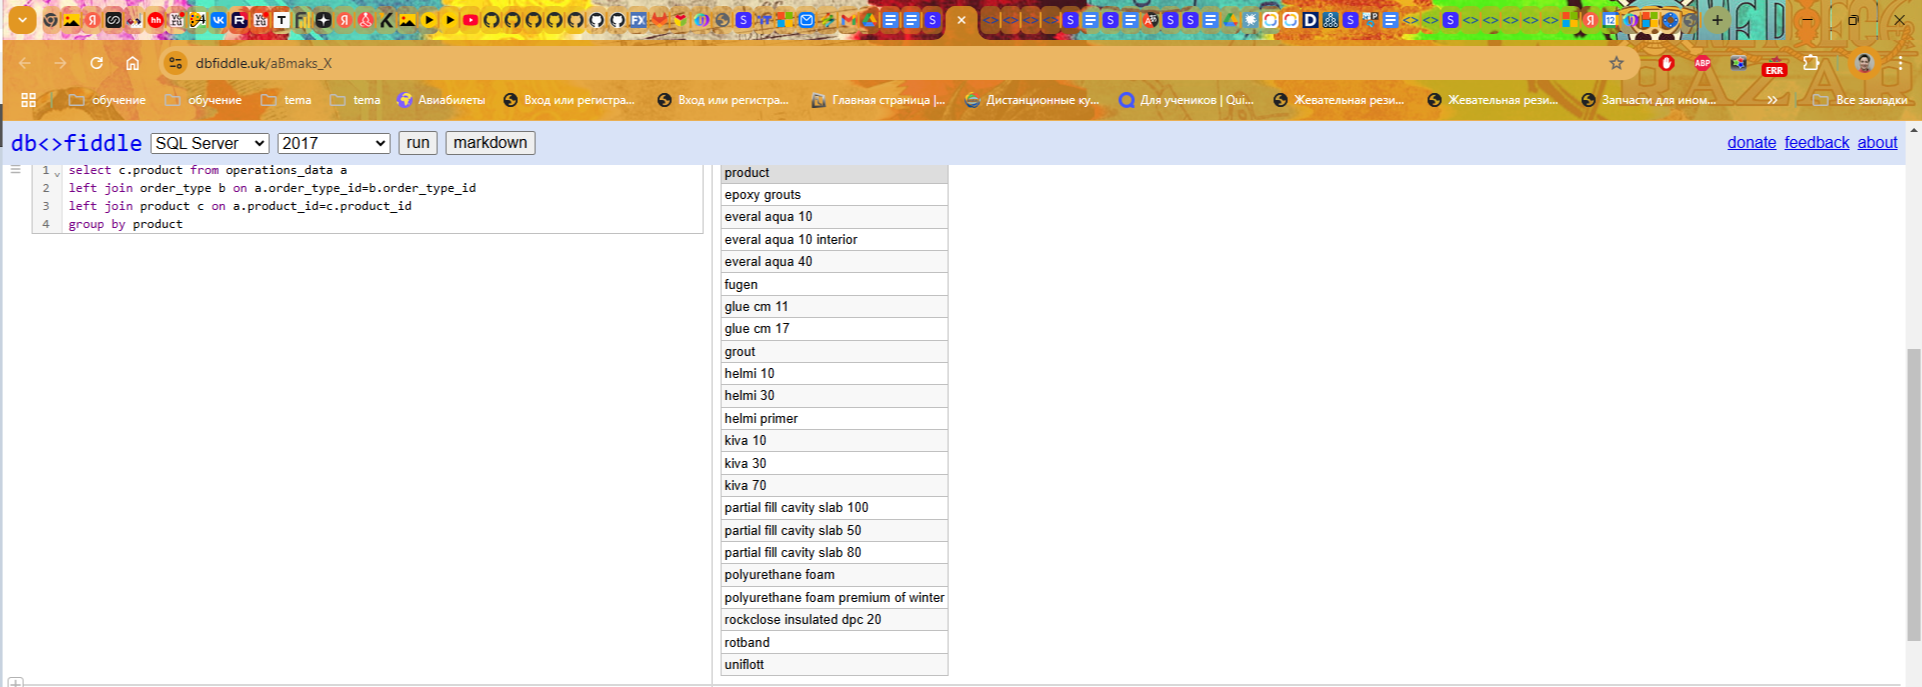 dbfiddle.uk/aBmaks_X
ABP
ERR
обучение
обучение
tema
tema
Авиабилеты
Вход или регистра...
Вход или регистра...
Главная страница |...
Дистанционные ку...
Для учеников | Qui...
Жевательная рези...
Жевательная рези...
Запчасти для ином...
»
Все закладки
db<>fiddle
SQL Server
2017
run
markdown
donate feedback about
1 select c.product from operations_data a
2 left join order_type b on a.order_type_id=b.order_type_id
3 left join product c on a.product_id=c.product_id
4 group by product
product
epoxy grouts
everal aqua 10
everal aqua 10 interior
everal aqua 40
fugen
glue cm 11
glue cm 17
grout
helmi 10
helmi 30
helmi primer
kiva 10
kiva 30
kiva 70
partial fill cavity slab 100
partial fill cavity slab 50
partial fill cavity slab 80
polyurethane foam
polyurethane foam premium of winter
rockclose insulated dpc 20
rotband
uniflott